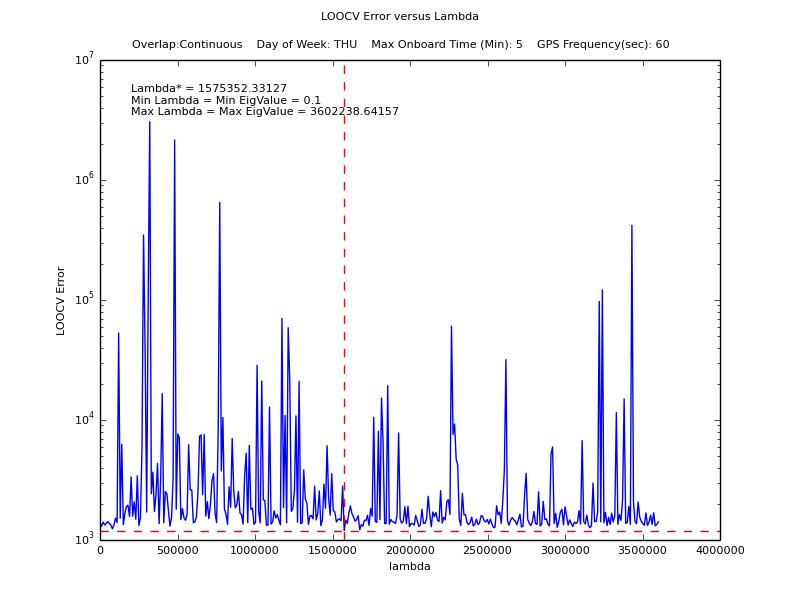 LOOCV Error versus Lambda
Overlap:Continuous    Day of Week: THU    Max Onboard Time (Min): 5    GPS Frequency(sec): 60
Lambda* = 1575352.33127
Min Lambda = Min EigValue = 0.1
Max Lambda = Max EigValue = 3602238.64157
10^7
10^6
10^5
10^4
10^3
LOOCV Error
0 500000 1000000 1500000 2000000 2500000 3000000 3500000 4000000
lambda